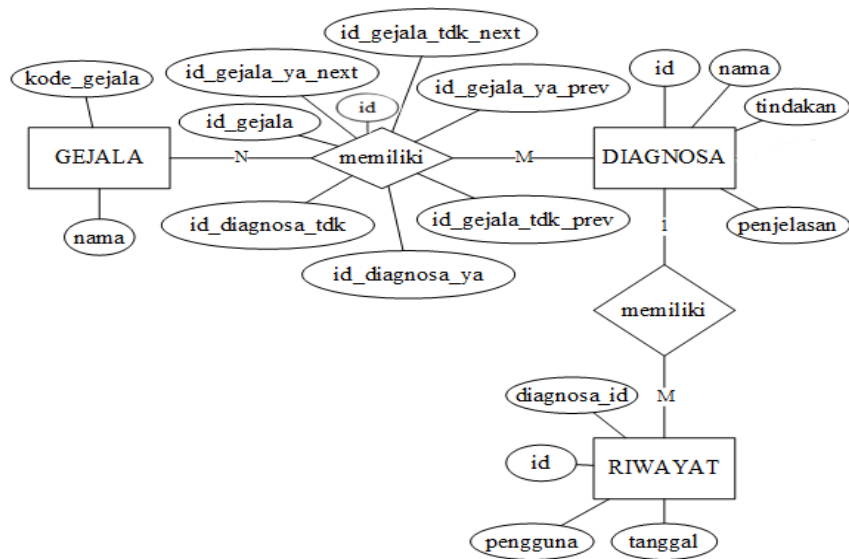 id_gejala_tdk_next
kode_gejala
id_gejala_ya_next
id
id_gejala_ya_prev
id
nama
tindakan
id_gejala
GEJALA
N
memiliki
M
DIAGNOSA
id_diagnosa_tdk
id_gejala_tdk_prev
penjelasan
nama
id_diagnosa_ya
1
memiliki
diagnosa_id
M
id
RIWAYAT
pengguna
tanggal